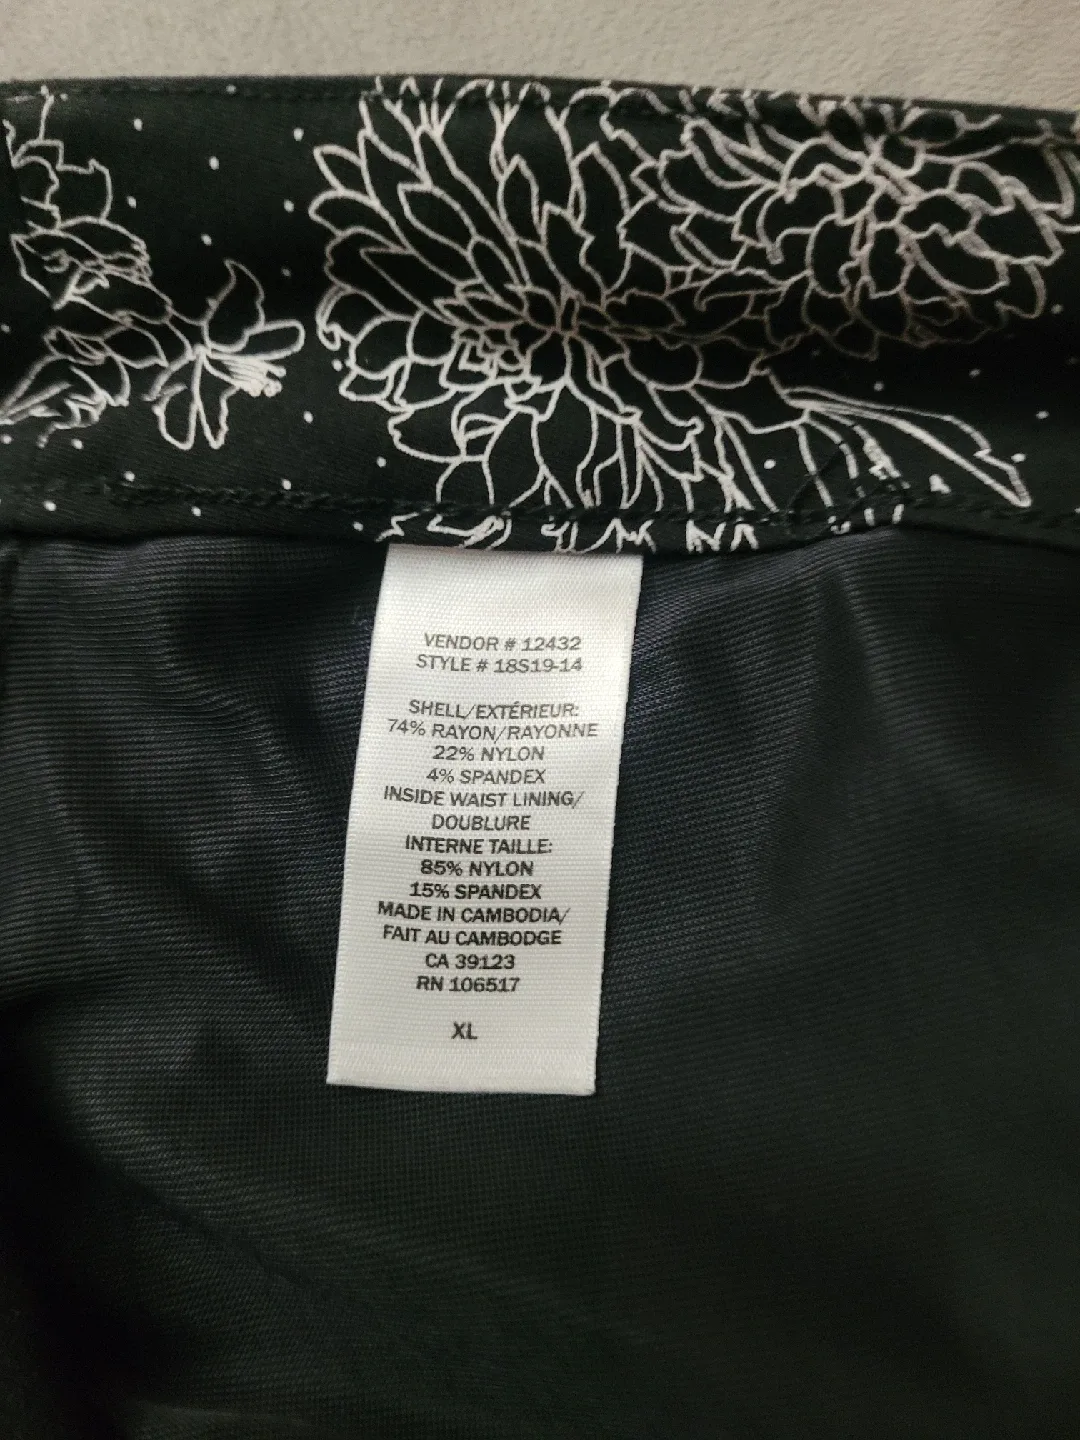 VENDOR # 12432
STYLE # 18S19-14
SHELL/EXTÉRIEUR:
74% RAYON/RAYONNE
22% NYLON
4% SPANDEX
INSIDE WAIST LINING/
DOUBLURE
INTERNE TAILLE:
85% NYLON
15% SPANDEX
MADE IN CAMBODIA/
FAIT AU CAMBODGE
CA 39123
RN 106517
XL